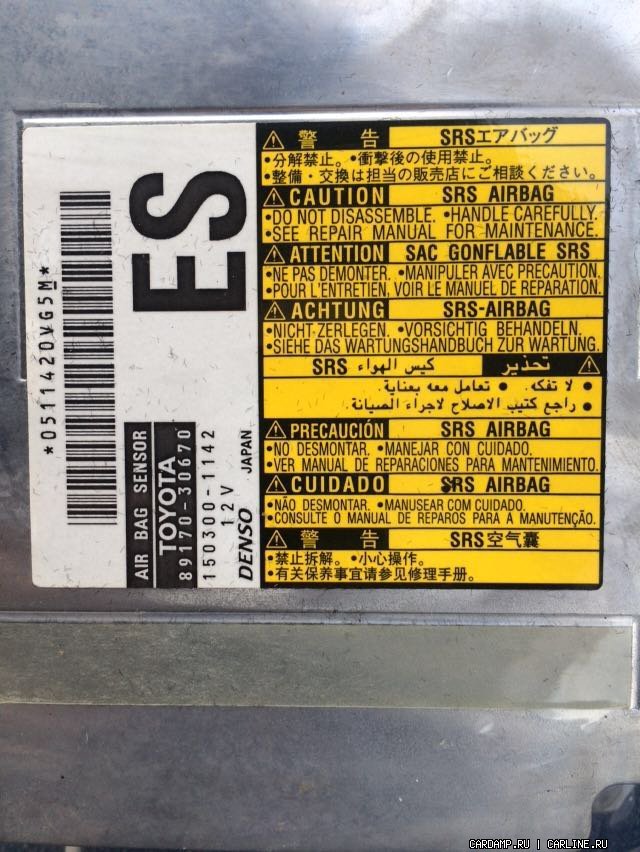 *0511420VG5M*
ES
AIR BAG SENSOR
TOYOTA
89170-30670
150300-1142
12V
DENSO JAPAN
警告 SRSエアバッグ
•分解禁止。•衝撃後の使用禁止。
•整備・交換は担当の販売店にご相談ください。
CAUTION SRS AIRBAG
•DO NOT DISASSEMBLE. •HANDLE CAREFULLY.
•SEE REPAIR MANUAL FOR MAINTENANCE.
ATTENTION SAC GONFLABLE SRS
•NE PAS DEMONTER. •MANIPULER AVEC PRECAUTION.
•POUR L'ENTRETIEN, VOIR LE MANUEL DE REPARATION.
ACHTUNG SRS-AIRBAG
•NICHT ZERLEGEN. •VORSICHTIG BEHANDELN.
•SIEHE DAS WARTUNGSHANDBUCH ZUR WARTUNG.
تحذير كيس الهواء SRS
• لا تفكه. • تعامل معه بعناية.
• راجع كتيب الاصلاح لاجراء الصيانة.
PRECAUCIÓN SRS AIRBAG
•NO DESMONTAR. •MANEJAR CON CUIDADO.
•VER MANUAL DE REPARACIONES PARA MANTENIMIENTO.
CUIDADO SRS AIRBAG
•NÃO DESMONTAR. •MANUSEAR COM CUIDADO.
•CONSULTE O MANUAL DE REPAROS PARA A MANUTENÇÃO.
警告 SRS空气囊
•禁止拆解。•小心操作。
•有关保养事宜请参见修理手册。
CARDAMP.RU | CARLINE.RU